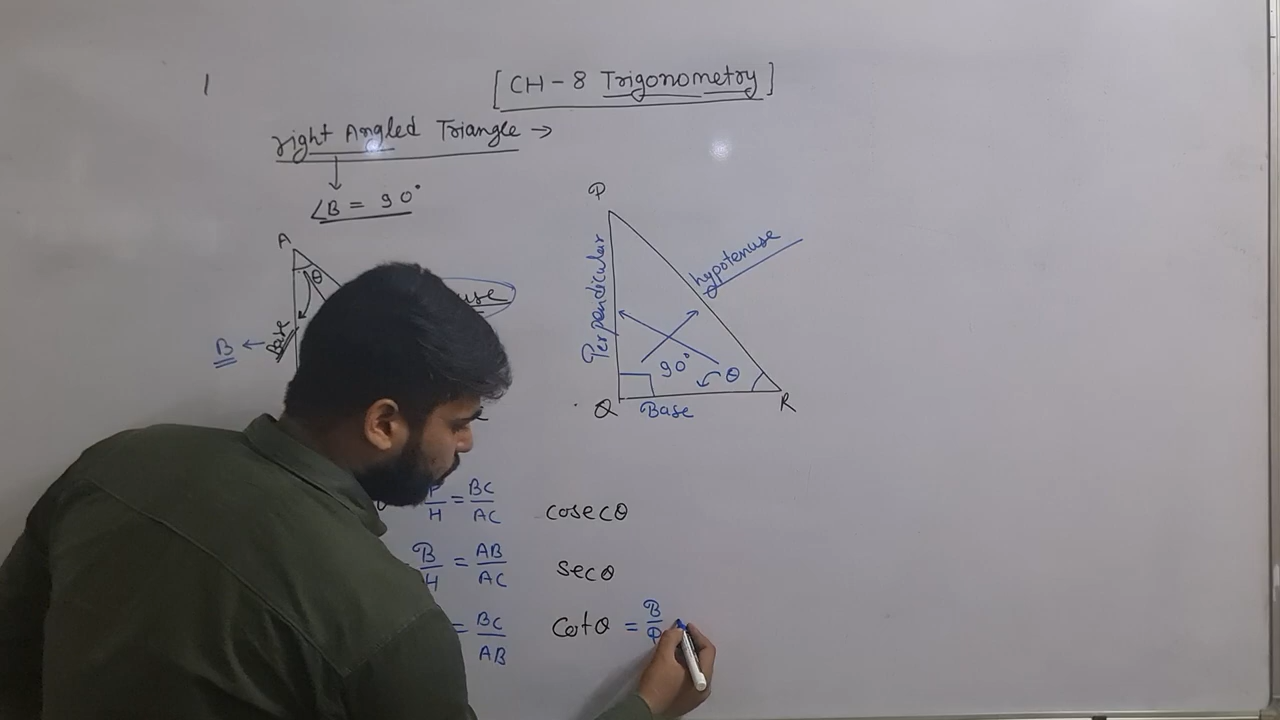 1
[ CH - 8 Trigonometry ]
right Angled Triangle →
∠B = 90°
A
θ
Base
B ←
P
Perpendicular
hypotenuse
90°
θ
Q
Base
R
P/H = BC/AC
cosecθ
B/H = AB/AC
secθ
= BC/AB
cotθ = B/P